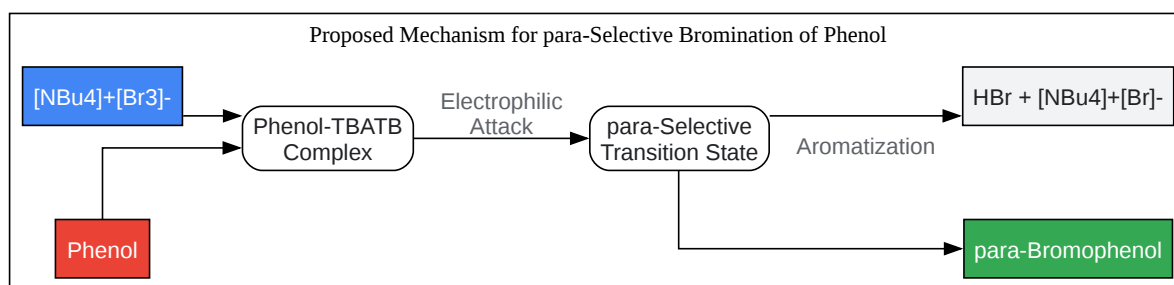 Proposed Mechanism for para-Selective Bromination of Phenol
[NBu4]+[Br3]-
Phenol
Phenol-TBATB
Complex
Electrophilic
Attack
para-Selective
Transition State
Aromatization
HBr + [NBu4]+[Br]-
para-Bromophenol